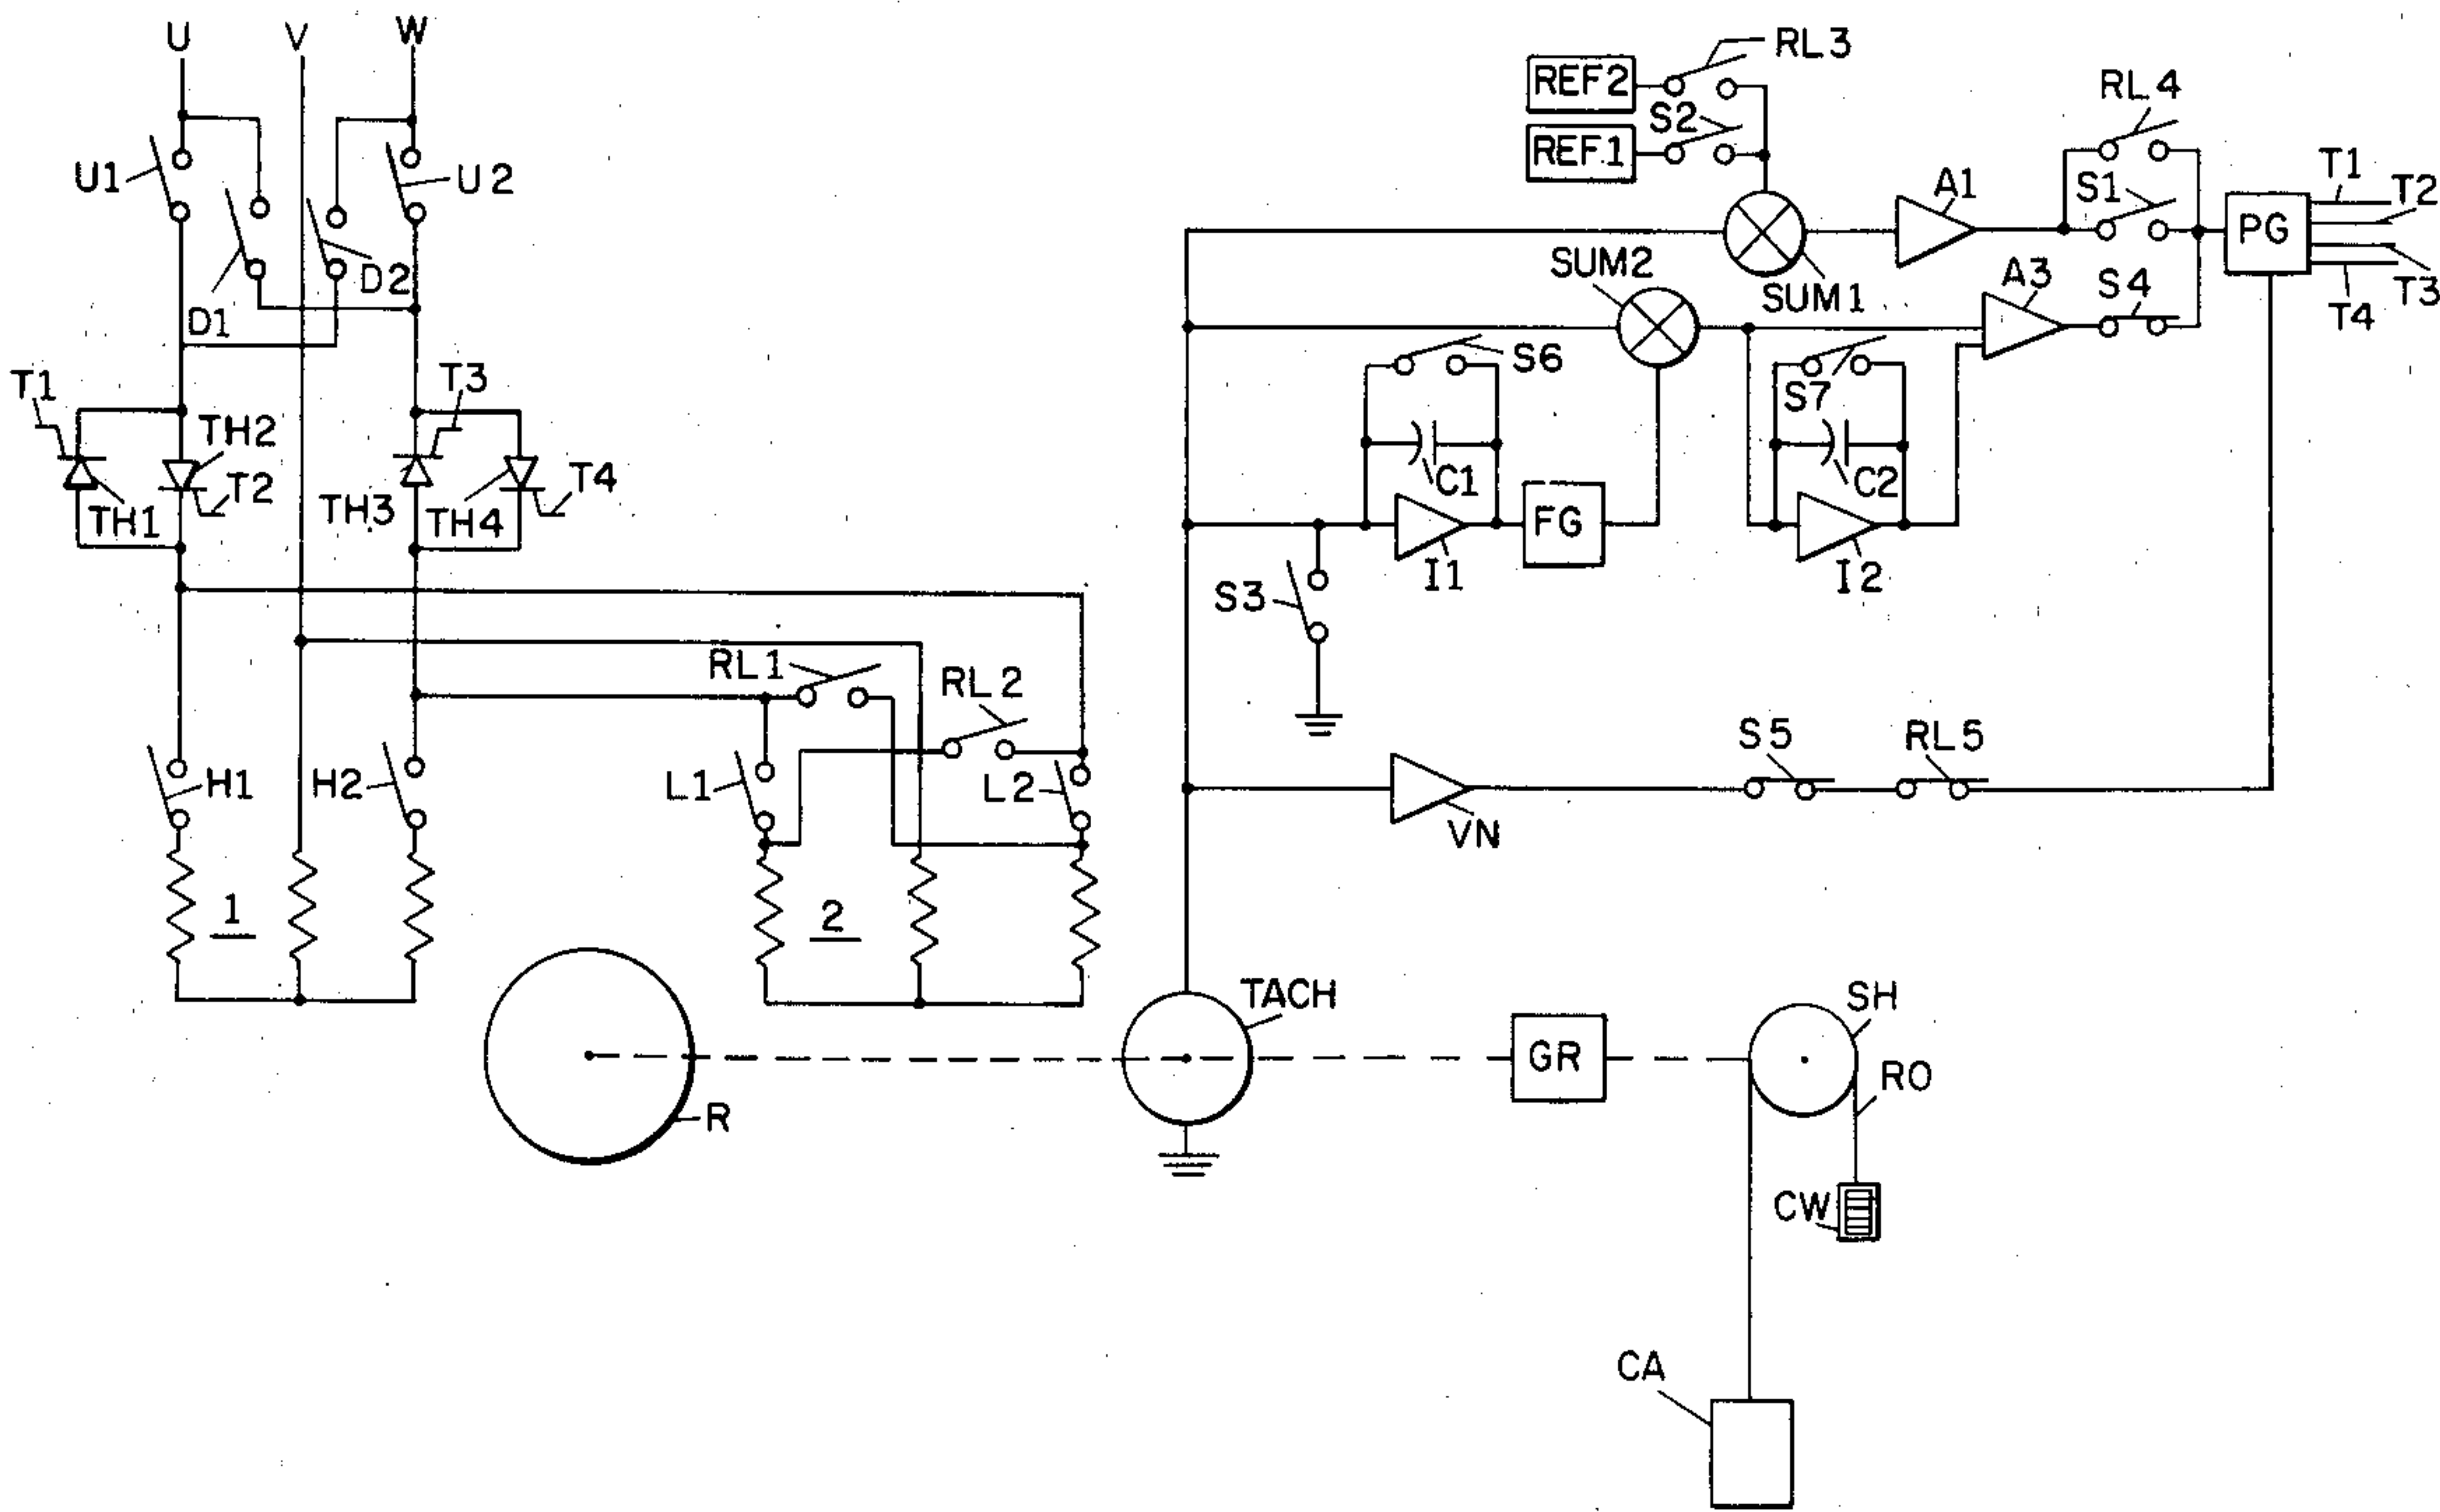 U
V
W
U1
U2
D1
D2
T1
TH2
T2
TH1
T3
T4
TH3
TH4
RL1
RL2
H1
H2
L1
L2
1
2
R
REF2
RL3
S2
REF1
RL4
A1
S1
T1
T2
PG
SUM2
SUM1
A3
S4
T3
T4
S6
S7
C1
C2
FG
I1
I2
S3
S5
RL5
VN
TACH
GR
SH
RO
CW
CA